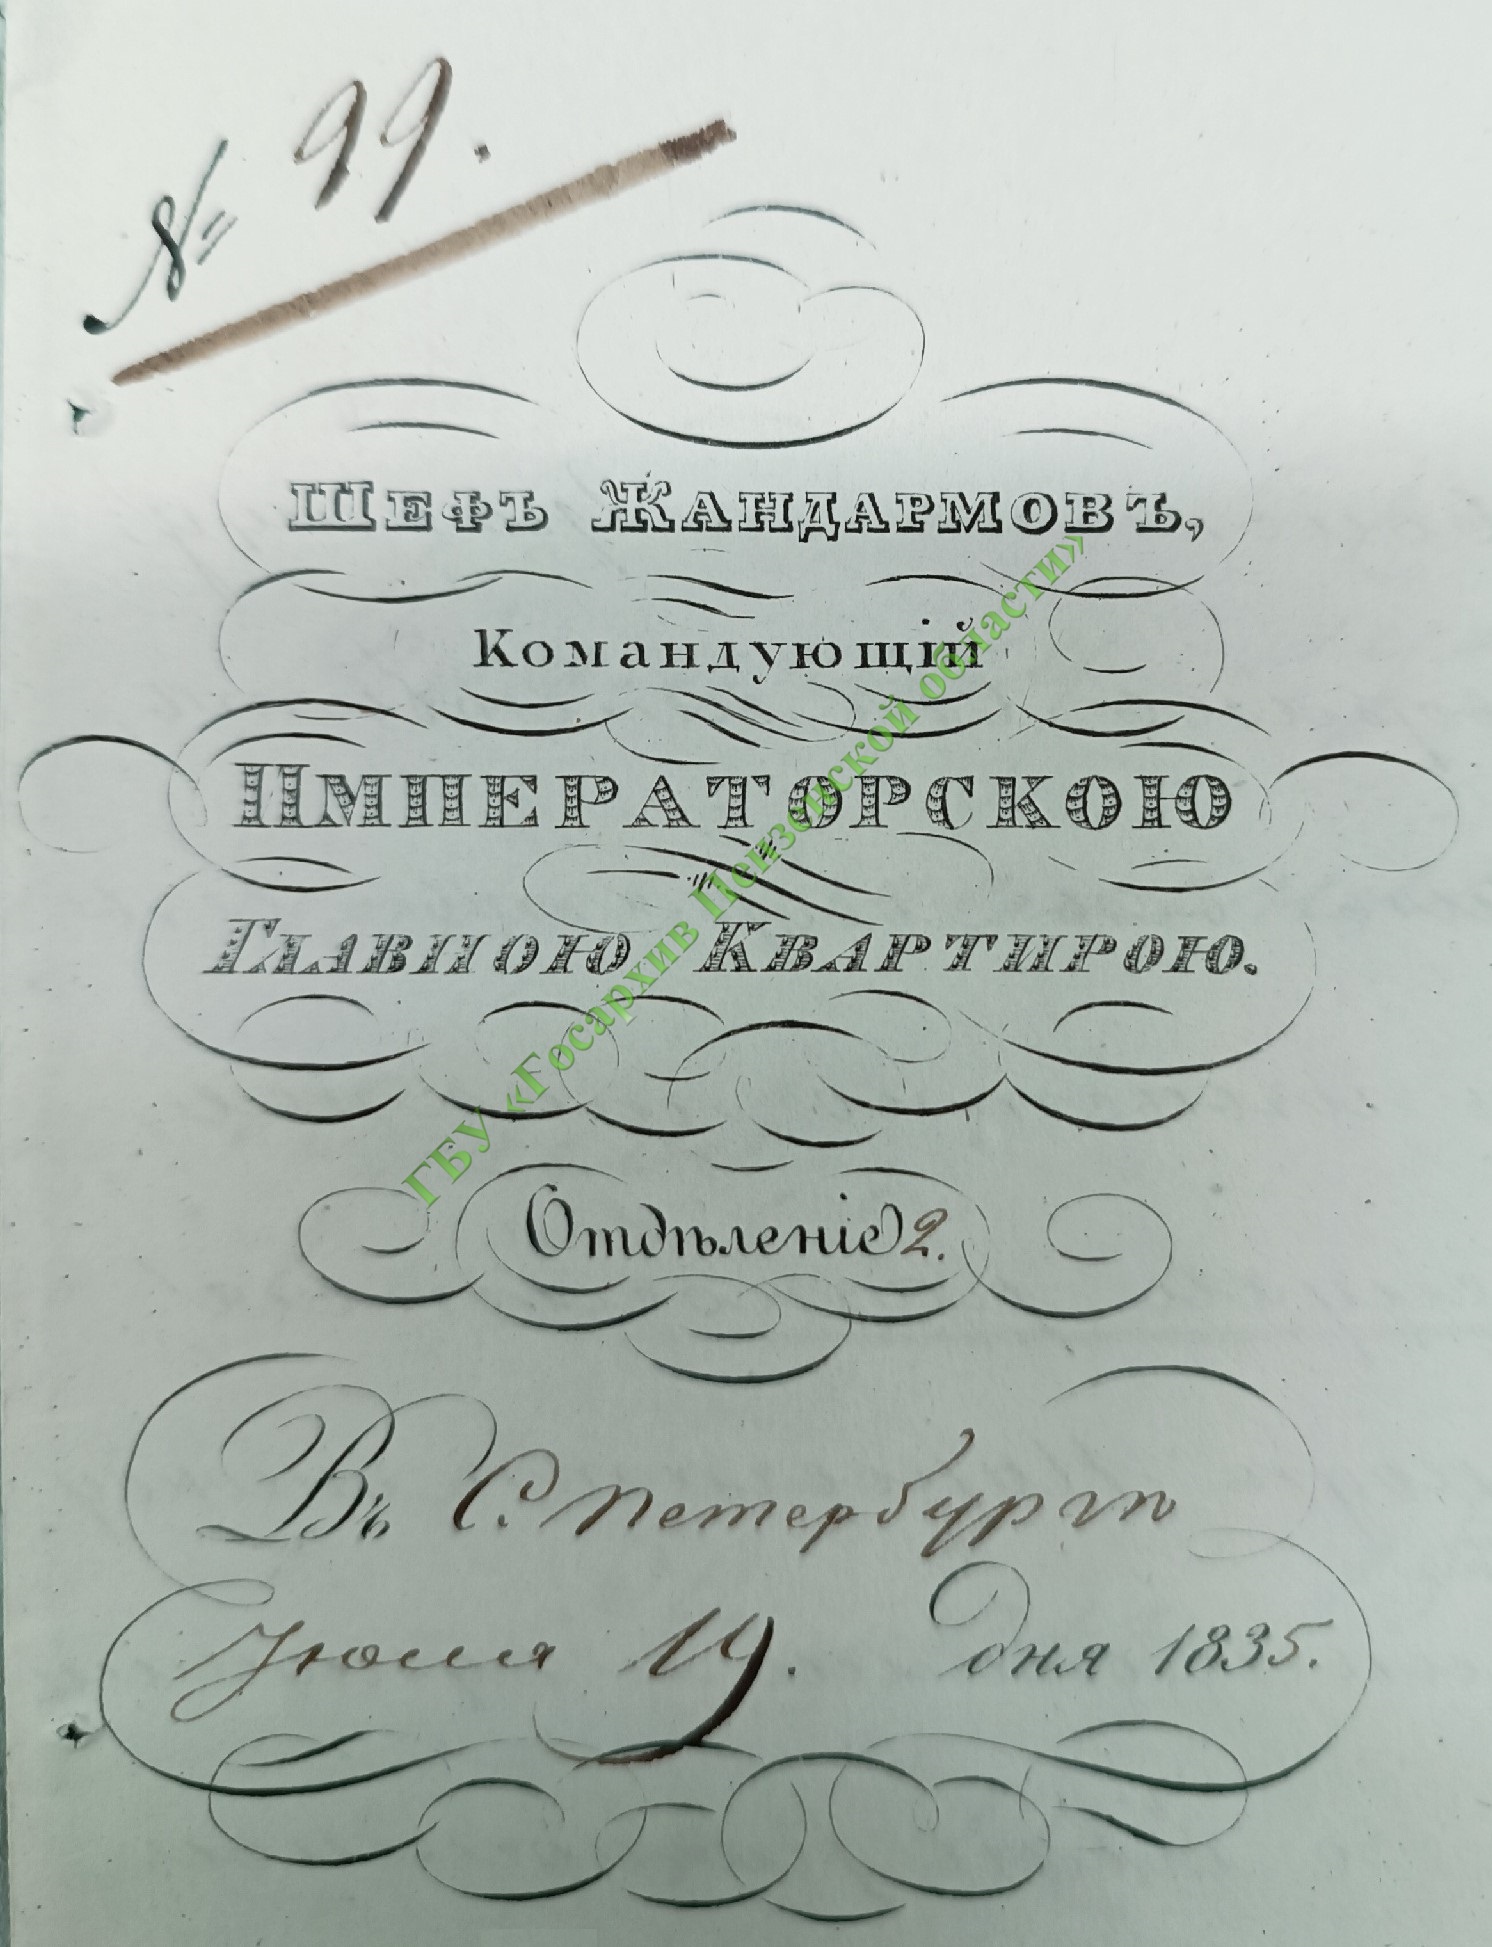 № 99.
Шефъ Жандармовъ,
Командующій
Императорскою
Главною Квартирою.
Отдѣленіе 2.
Въ С. Петербургѣ
Июля 19. дня 1835.
ГБУ «Госархив Пензенской области»